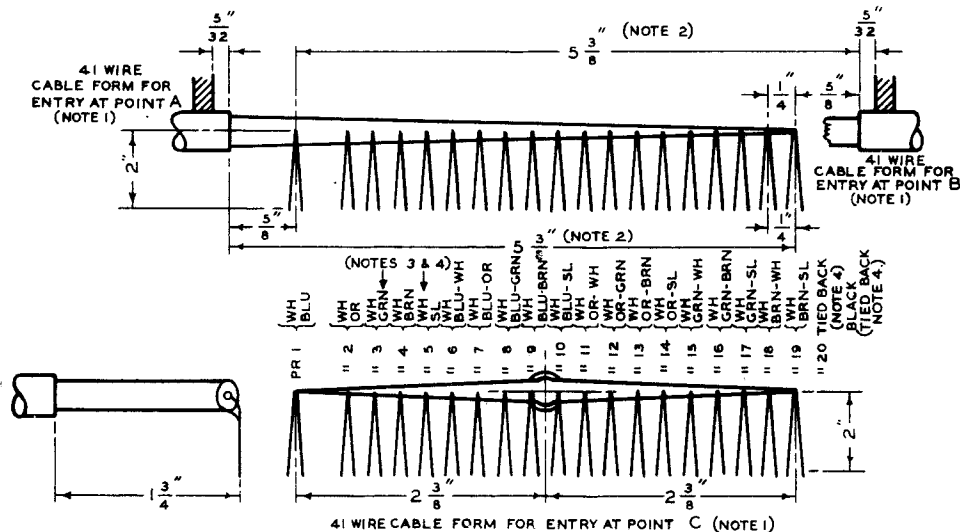 5/32"
5 3/8" (NOTE 2)
5/32"
41 WIRE
CABLE FORM FOR
ENTRY AT POINT A
(NOTE 1)
1/4"
5/8"
2"
41 WIRE
CABLE FORM FOR
ENTRY AT POINT B
(NOTE 1)
5/8"
1/4"
5 3/8" (NOTE 2)
(NOTES 3 & 4)
PR 1 WH BLU
" 2 WH OR
" 3 WH GRN
" 4 WH BRN
" 5 WH SL
" 6 WH BLU-WH
" 7 WH BLU-OR
" 8 WH BLU-GRN
" 9 WH BLU-BRN
" 10 WH BLU-SL
" 11 WH OR-WH
" 12 WH OR-GRN
" 13 WH OR-BRN
" 14 WH OR-SL
" 15 WH GRN-WH
" 16 WH GRN-BRN
" 17 WH GRN-SL
" 18 WH BRN-WH
" 19 WH BRN-SL
" 20 TIED BACK
(NOTE 4)
BLACK
(TIED BACK
NOTE 4.)
2"
1 3/4"
2 3/8"
2 3/8"
41 WIRE CABLE FORM FOR ENTRY AT POINT C (NOTE 1)